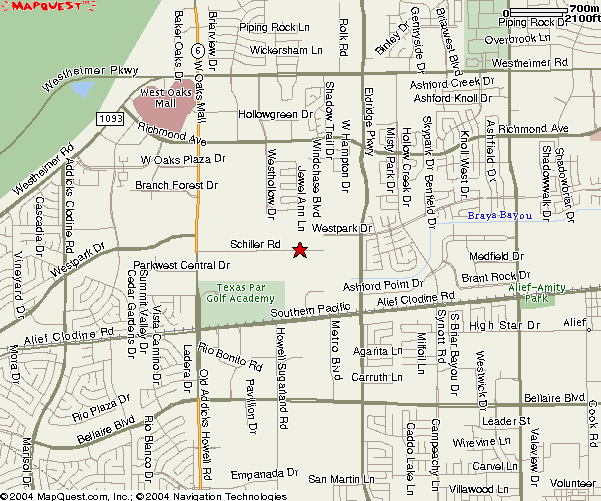 MAPQUEST
700m
2100ft
Piping Rock Ln
Piping Rock Dr
Overbrook Ln
Wickersham Ln
Baker Oaks Dr
Briarview Dr
6
W Oaks Mall
Rolk Rd
Binley Dr
Gentryside Dr
Briarwest Blvd
Westheimer Pkwy
Westheimer Rd
West Oaks
Mall
Ashford Creek Dr
Ashford Knoll Dr
Hollowgreen Dr
Shadow Trail Dr
Eldridge Pkwy
1093
Richmond Ave
Richmond Ave
W Oaks Plaza Dr
Branch Forest Dr
Westhollow Dr
Jewel Ann Ln
Windchase Blvd
W Hampton Dr
Misty Park Dr
Hollow Creek Dr
Skypark Dr
Benfield Dr
Knoll West Dr
Ashfield Dr
Shadowwalk Dr
Shadowbriar Dr
Westheimer Rd
Addicks Clodine Rd
Cascadia Dr
Westpark Dr
Brays Bayou
Schiller Rd
Westpark Dr
Vineyard Dr
Parkwest Central Dr
Medfield Dr
Brant Rock Dr
Texas Par
Golf Academy
Ashford Point Dr
Alief Clodine Rd
Alief-Amity
Park
Southern Pacific
Summit Valley Dr
Cedar Gardens Dr
Vista Camino Dr
Alief Clodine Rd
High Star Dr
Alief
Mora Dr
Ladera Dr
Rio Bonito Rd
Howell-Sugarland Rd
Metro Blvd
Agarita Ln
Carruth Ln
Milfoil Ln
Synott Rd
S Briar Bayou Dr
Westwick Dr
Rio Plaza Dr
Old Addicks Howell Rd
Pavillion Dr
Bellaire Blvd
Bellaire Blvd
Leader St
Cook Rd
Marisol Dr
Rio Blanco Dr
Caddo Lake Ln
Campeachy Ln
Wirevine Ln
Valeview Dr
Carvel Ln
Empanada Dr
San Martin Ln
Villawood Ln
Volunteer
©2004 MapQuest.com, Inc.; ©2004 Navigation Technologies